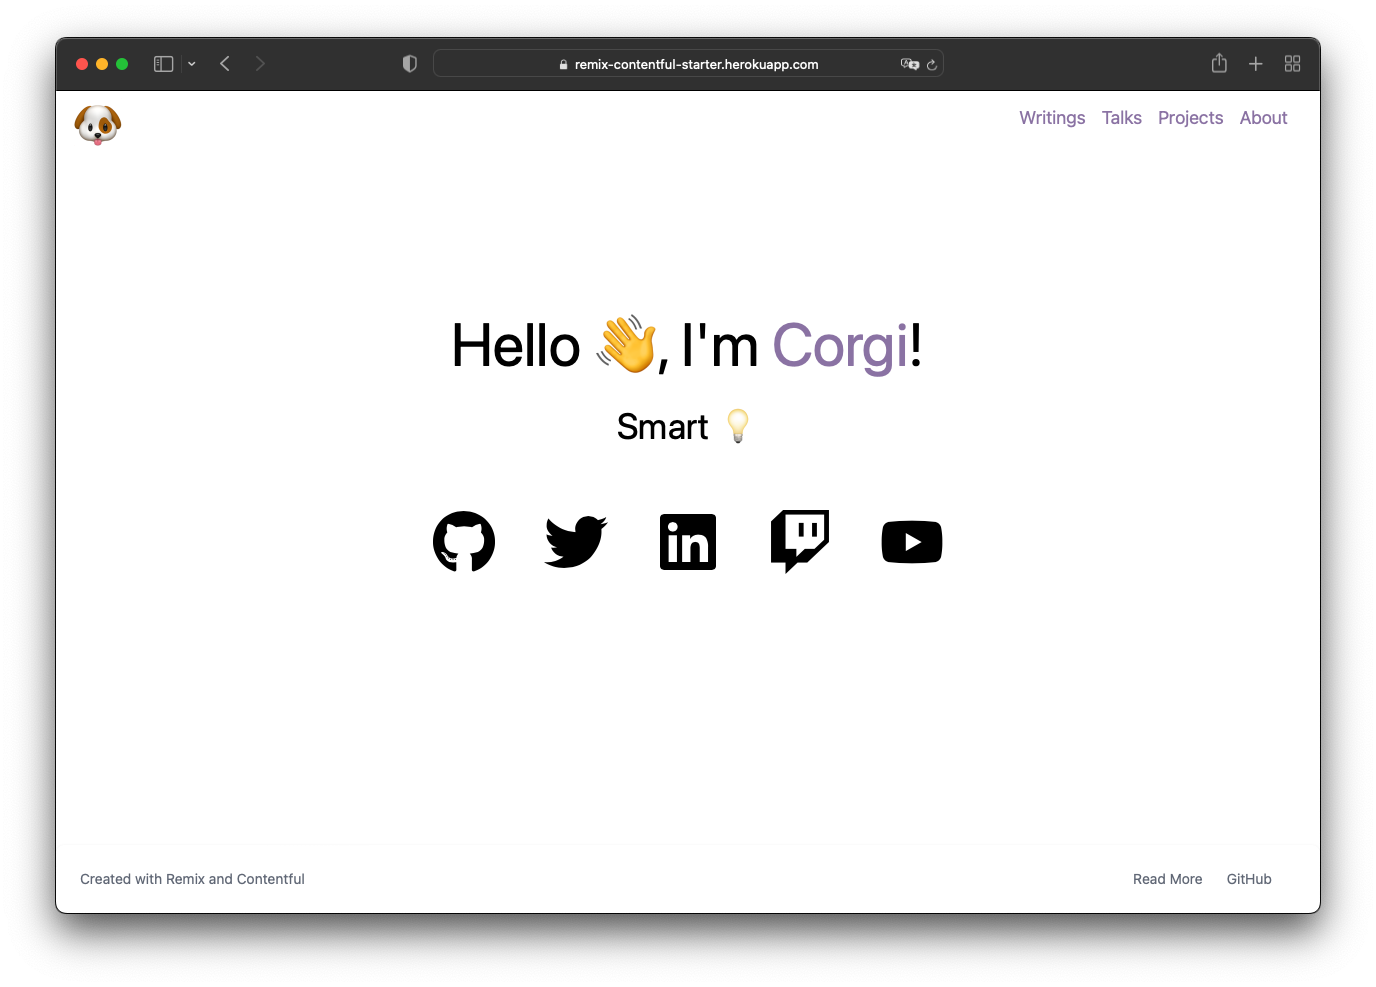 remix-contentful-starter.herokuapp.com
Writings Talks Projects About
Hello 👋, I'm Corgi!
Smart 💡
in
Created with Remix and Contentful
Read More GitHub